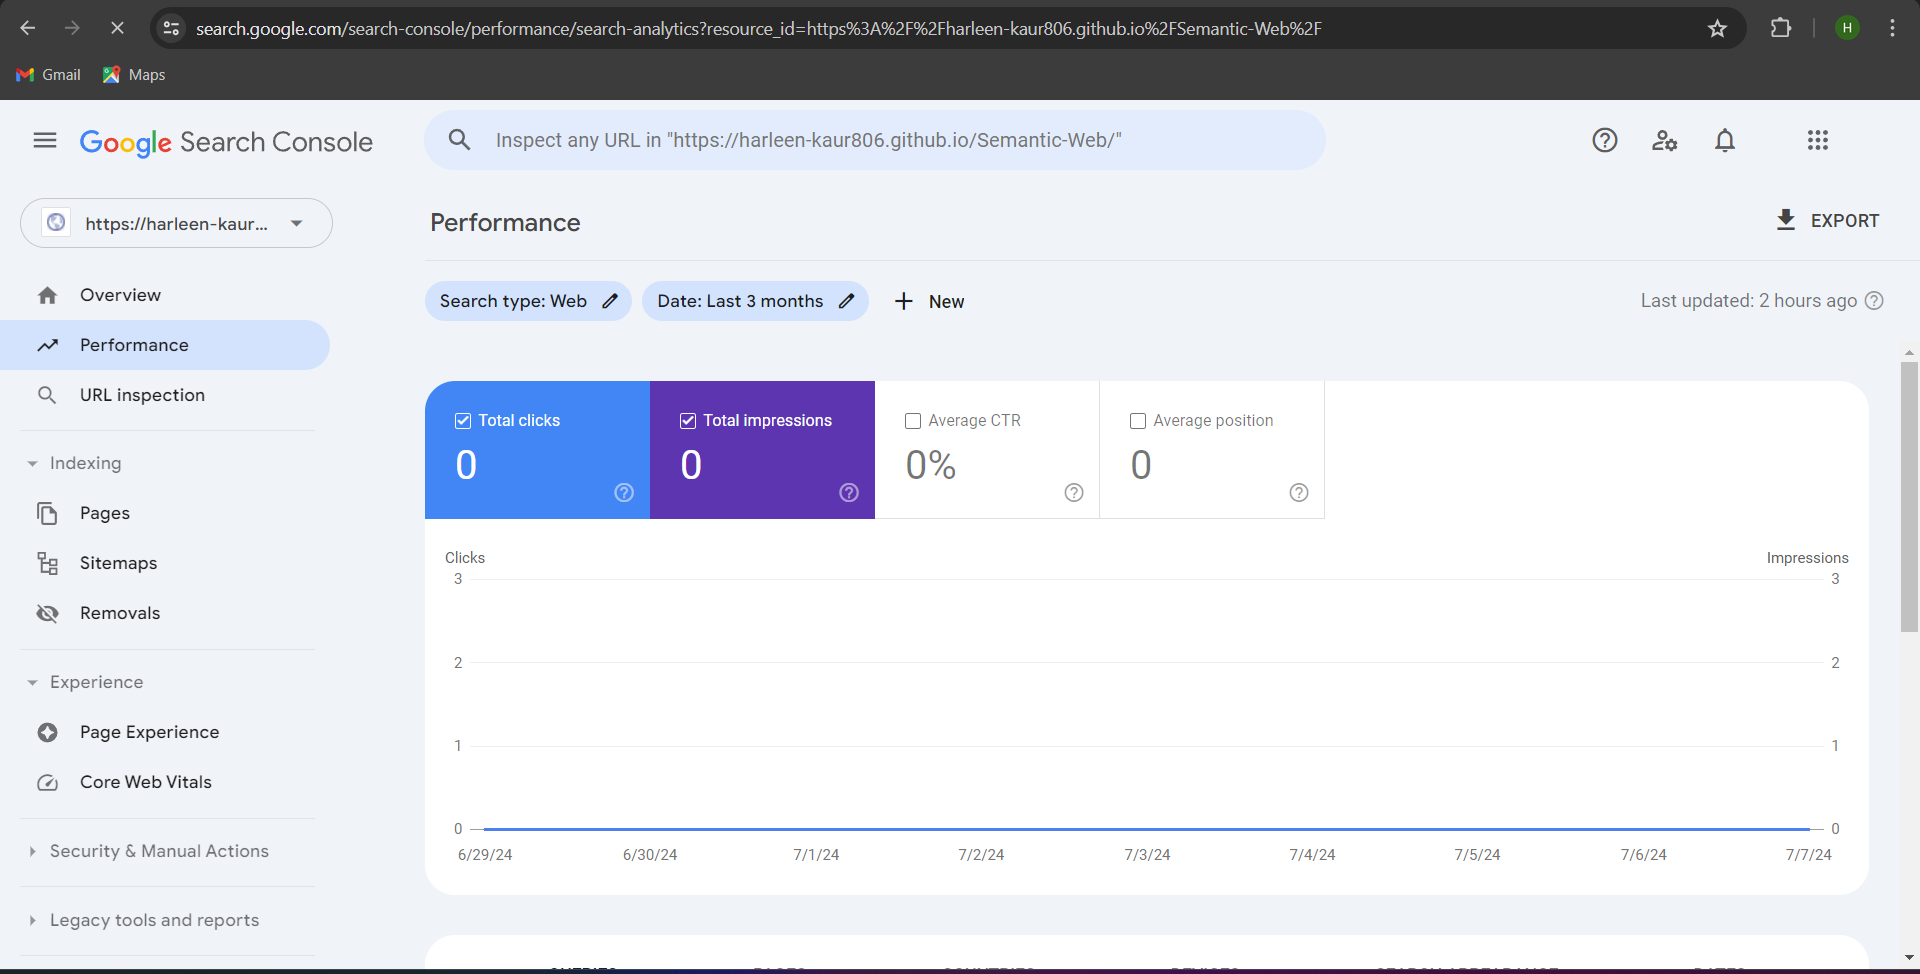 search.google.com/search-console/performance/search-analytics?resource_id=https%3A%2F%2Fharleen-kaur806.github.io%2FSemantic-Web%2F
H
Gmail
Maps
Google Search Console
Inspect any URL in "https://harleen-kaur806.github.io/Semantic-Web/"
https://harleen-kaur...
Performance
EXPORT
Overview
Performance
URL inspection
Indexing
Pages
Sitemaps
Removals
Experience
Page Experience
Core Web Vitals
Security & Manual Actions
Legacy tools and reports
Search type: Web
Date: Last 3 months
New
Last updated: 2 hours ago
Total clicks
0
Total impressions
0
Average CTR
0%
Average position
0
Clicks
Impressions
3
3
2
2
1
1
0
0
6/29/24
6/30/24
7/1/24
7/2/24
7/3/24
7/4/24
7/5/24
7/6/24
7/7/24